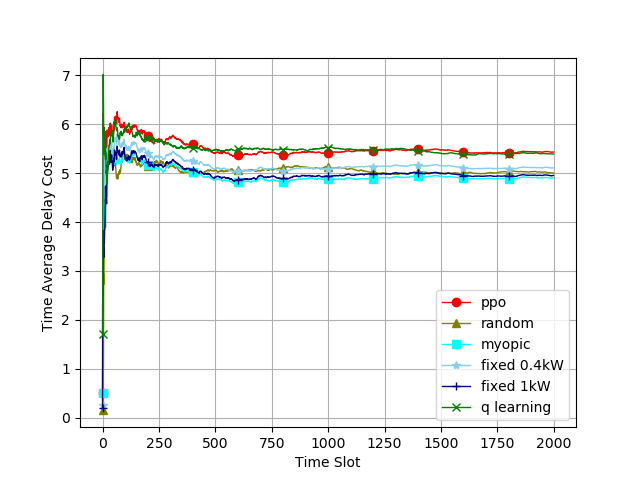 7
6
5
4
3
2
1
0
Time Average Delay Cost
ppo
random
myopic
fixed 0.4kW
fixed 1kW
q learning
0 250 500 750 1000 1250 1500 1750 2000
Time Slot